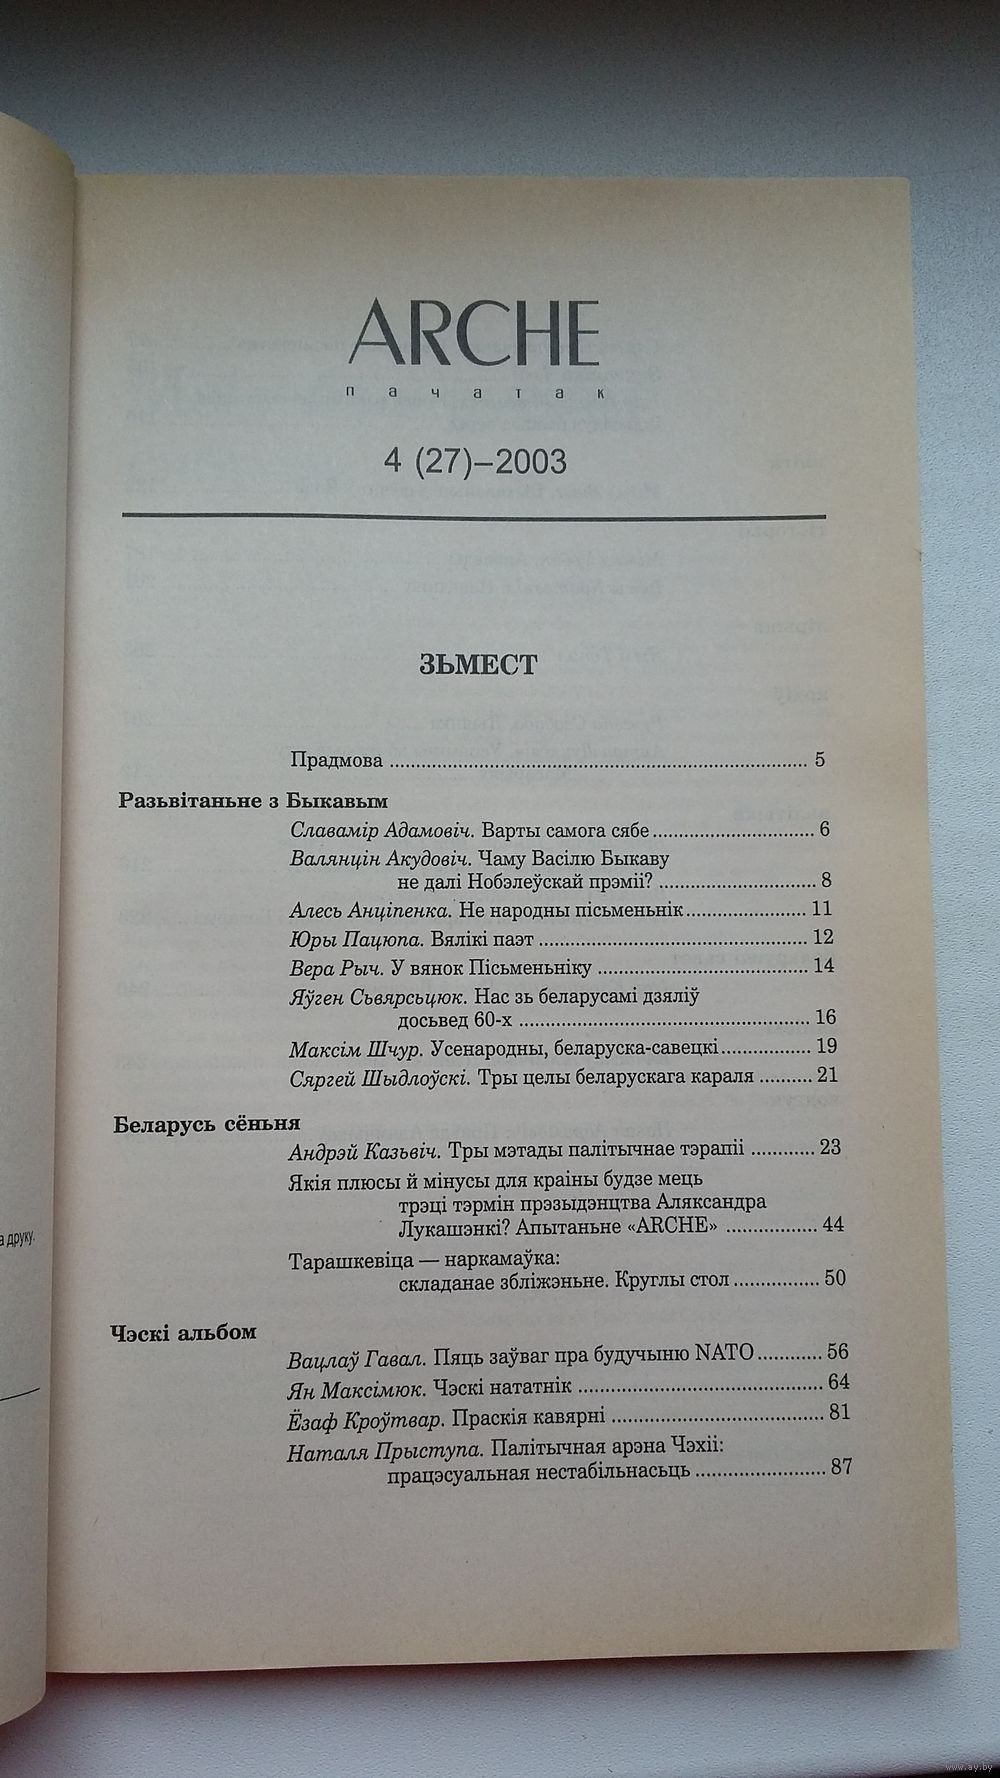 ARCHE
пачатак
4 (27)–2003
ЗЬМЕСТ
Прадмова ........ 5
Разьвітаньне з Быкавым
Славамір Адамовіч. Варты самога сябе ........ 6
Валянцін Акудовіч. Чаму Васілю Быкаву
не далі Нобэлеўскай прэміі? ........ 8
Алесь Анціпенка. Не народны пісьменьнік ........ 11
Юры Пацюпа. Вялікі паэт ........ 12
Вера Рыч. У вянок Пісьменьніку ........ 14
Яўген Сьвярсьцюк. Нас зь беларусамі дзяліў
досьвед 60-х ........ 16
Максім Шчур. Усенародны, беларуска-савецкі ........ 19
Сяргей Шыдлоўскі. Тры целы беларускага караля ........ 21
Беларусь сёньня
Андрэй Казьвіч. Тры мэтады палітычнае тэрапіі ........ 23
Якія плюсы й мінусы для краіны будзе мець
трэці тэрмін прэзыдэнцтва Аляксандра
Лукашэнкі? Апытаньне «ARCHE» ........ 44
Тарашкевіца — наркамаўка:
складанае збліжэньне. Круглы стол ........ 50
Чэскі альбом
Вацлаў Гавал. Пяць заўваг пра будучыню NATO ........ 56
Ян Максімюк. Чэскі нататнік ........ 64
Ёзаф Кроўтвар. Праскія кавярні ........ 81
Наталя Прыступа. Палітычная арэна Чэхіі:
працэсуальная нестабільнасьць ........ 87
друку.
www.ay.by